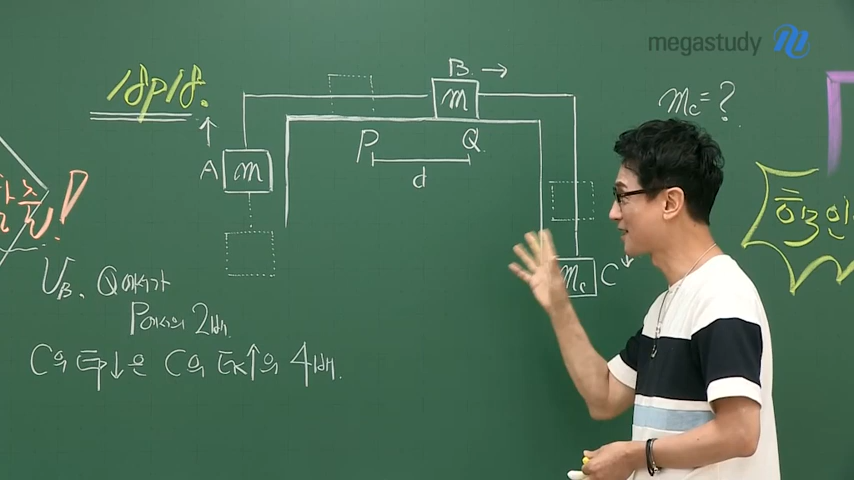 megastudy
B →
m
m_c = ?
A m
P Q
d
m_c C
V_B. Q에서가
P에서의 2배.
C의 Ep↓은 C의 Ek↑의 4배.